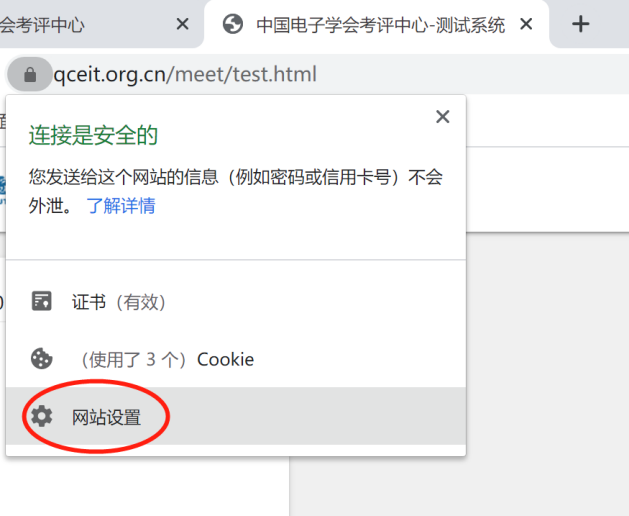 会考评中心
中国电子学会考评中心-测试系统
qceit.org.cn/meet/test.html
连接是安全的
您发送给这个网站的信息（例如密码或信用卡号）不会
外泄。 了解详情
证书（有效）
（使用了 3 个）Cookie
网站设置